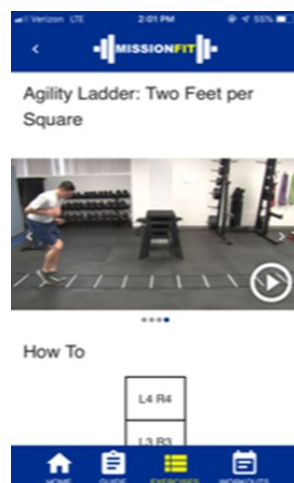 Verizon LTE 2:01 PM 55%
MISSIONFIT
Agility Ladder: Two Feet per
Square
How To
L4 R4
L3 R3
HOME GUIDE EXERCISES WORKOUTS